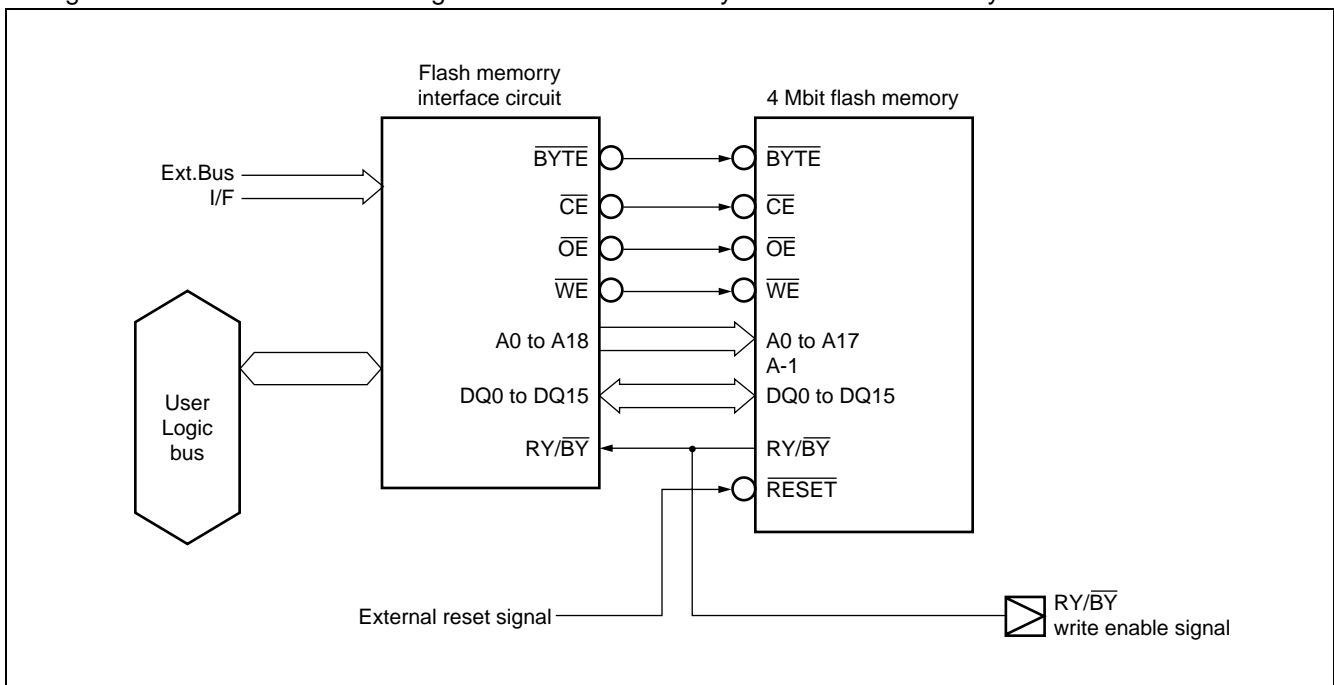 Flash memorry
interface circuit
4 Mbit flash memory
Ext.Bus
I/F
BYTE
BYTE
CE
CE
OE
OE
WE
WE
A0 to A18
A0 to A17
A-1
DQ0 to DQ15
DQ0 to DQ15
User
Logic
bus
RY/BY
RY/BY
RESET
External reset signal
RY/BY
write enable signal